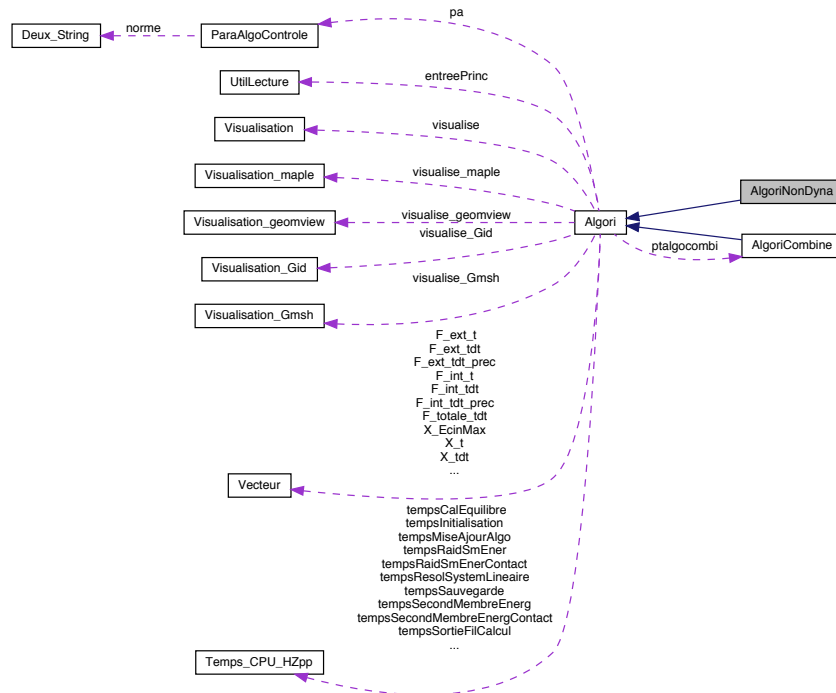 pa
norme
Deux_String
ParaAlgoControle
entreePrinc
UtilLecture
visualise
Visualisation
visualise_maple
Visualisation_maple
AlgoriNonDyna
visualise_geomview
Visualisation_geomview
Algori
visualise_Gid
ptalgocombi
AlgoriCombine
Visualisation_Gid
visualise_Gmsh
Visualisation_Gmsh
F_ext_t
F_ext_tdt
F_ext_tdt_prec
F_int_t
F_int_tdt
F_int_tdt_prec
F_totale_tdt
X_EcinMax
X_t
X_tdt
...
Vecteur
tempsCalEquilibre
tempsInitialisation
tempsMiseAjourAlgo
tempsRaidSmEner
tempsRaidSmEnerContact
tempsResolSystemLineaire
tempsSauvegarde
tempsSecondMembreEnerg
tempsSecondMembreEnergContact
tempsSortieFilCalcul
...
Temps_CPU_HZpp